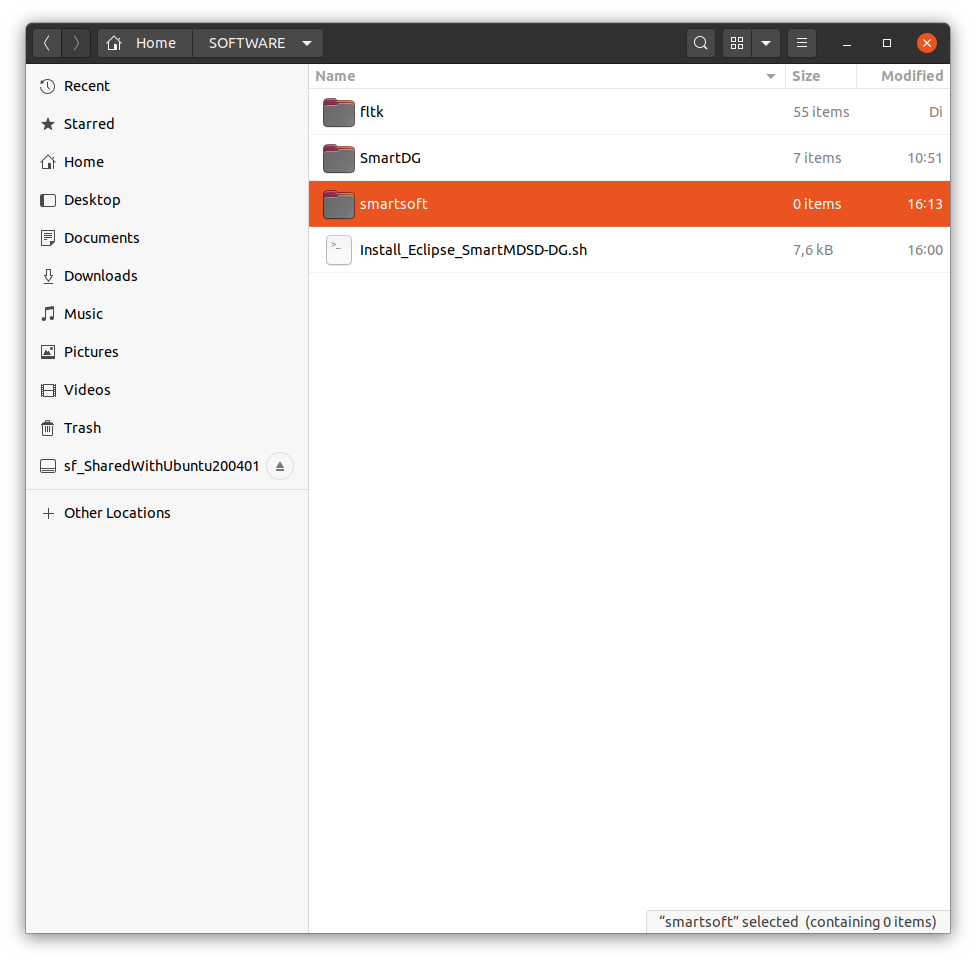 Home SOFTWARE
Recent
Starred
Home
Desktop
Documents
Downloads
Music
Pictures
Videos
Trash
sf_SharedWithUbuntu200401
Other Locations
Name Size Modified
fltk 55 items Di
SmartDG 7 items 10:51
smartsoft 0 items 16:13
>_ Install_Eclipse_SmartMDSD-DG.sh 7,6 kB 16:00
“smartsoft” selected (containing 0 items)